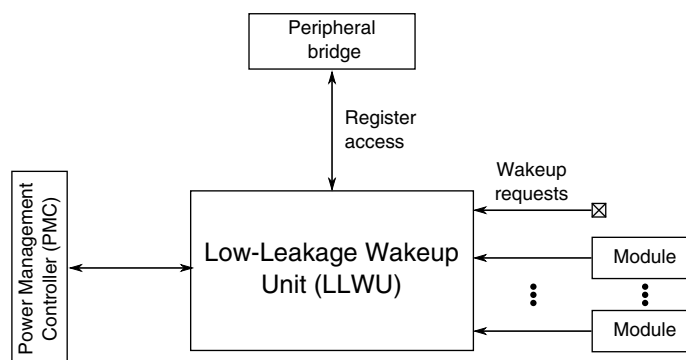 Peripheral
bridge
Register
access
Wakeup
requests
Power Management
Controller (PMC)
Low-Leakage Wakeup
Unit (LLWU)
Module
Module